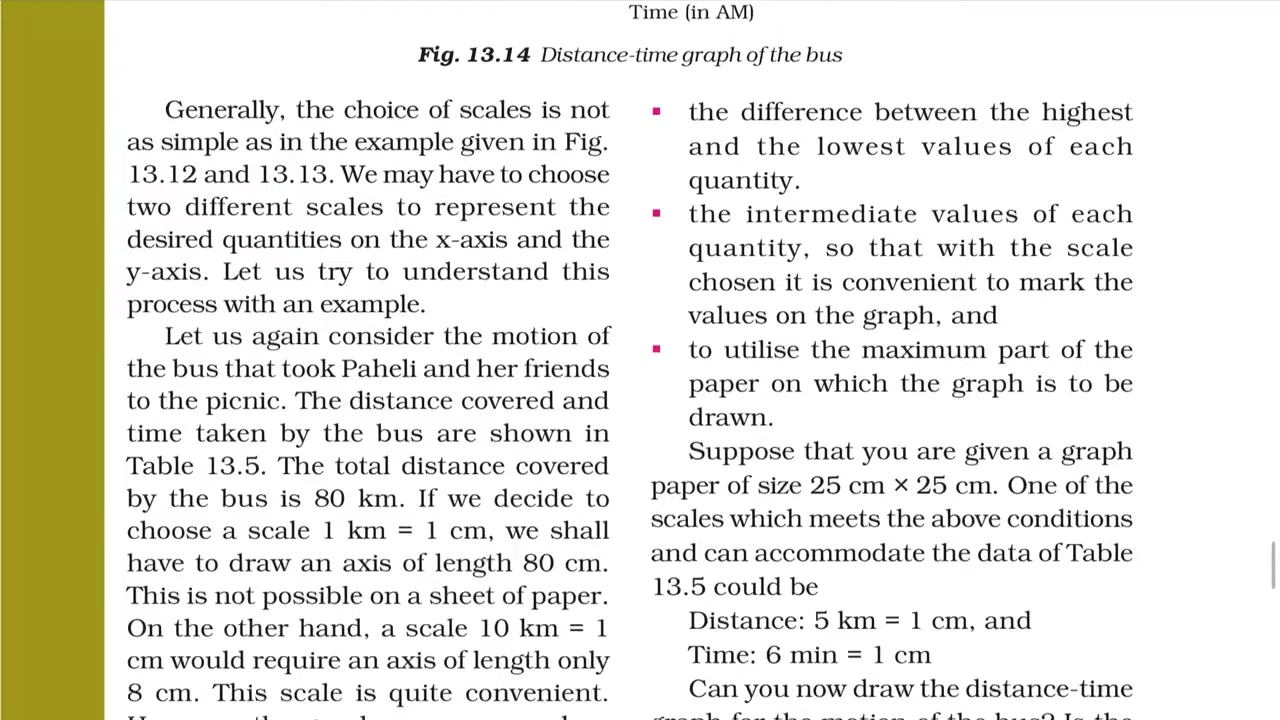 Time (in AM)
Fig. 13.14 Distance-time graph of the bus
Generally, the choice of scales is not
as simple as in the example given in Fig.
13.12 and 13.13. We may have to choose
two different scales to represent the
desired quantities on the x-axis and the
y-axis. Let us try to understand this
process with an example.
Let us again consider the motion of
the bus that took Paheli and her friends
to the picnic. The distance covered and
time taken by the bus are shown in
Table 13.5. The total distance covered
by the bus is 80 km. If we decide to
choose a scale 1 km = 1 cm, we shall
have to draw an axis of length 80 cm.
This is not possible on a sheet of paper.
On the other hand, a scale 10 km = 1
cm would require an axis of length only
8 cm. This scale is quite convenient.
▪ the difference between the highest
and the lowest values of each
quantity.
▪ the intermediate values of each
quantity, so that with the scale
chosen it is convenient to mark the
values on the graph, and
▪ to utilise the maximum part of the
paper on which the graph is to be
drawn.
Suppose that you are given a graph
paper of size 25 cm × 25 cm. One of the
scales which meets the above conditions
and can accommodate the data of Table
13.5 could be
Distance: 5 km = 1 cm, and
Time: 6 min = 1 cm
Can you now draw the distance-time
graph for the motion of the bus? Is the